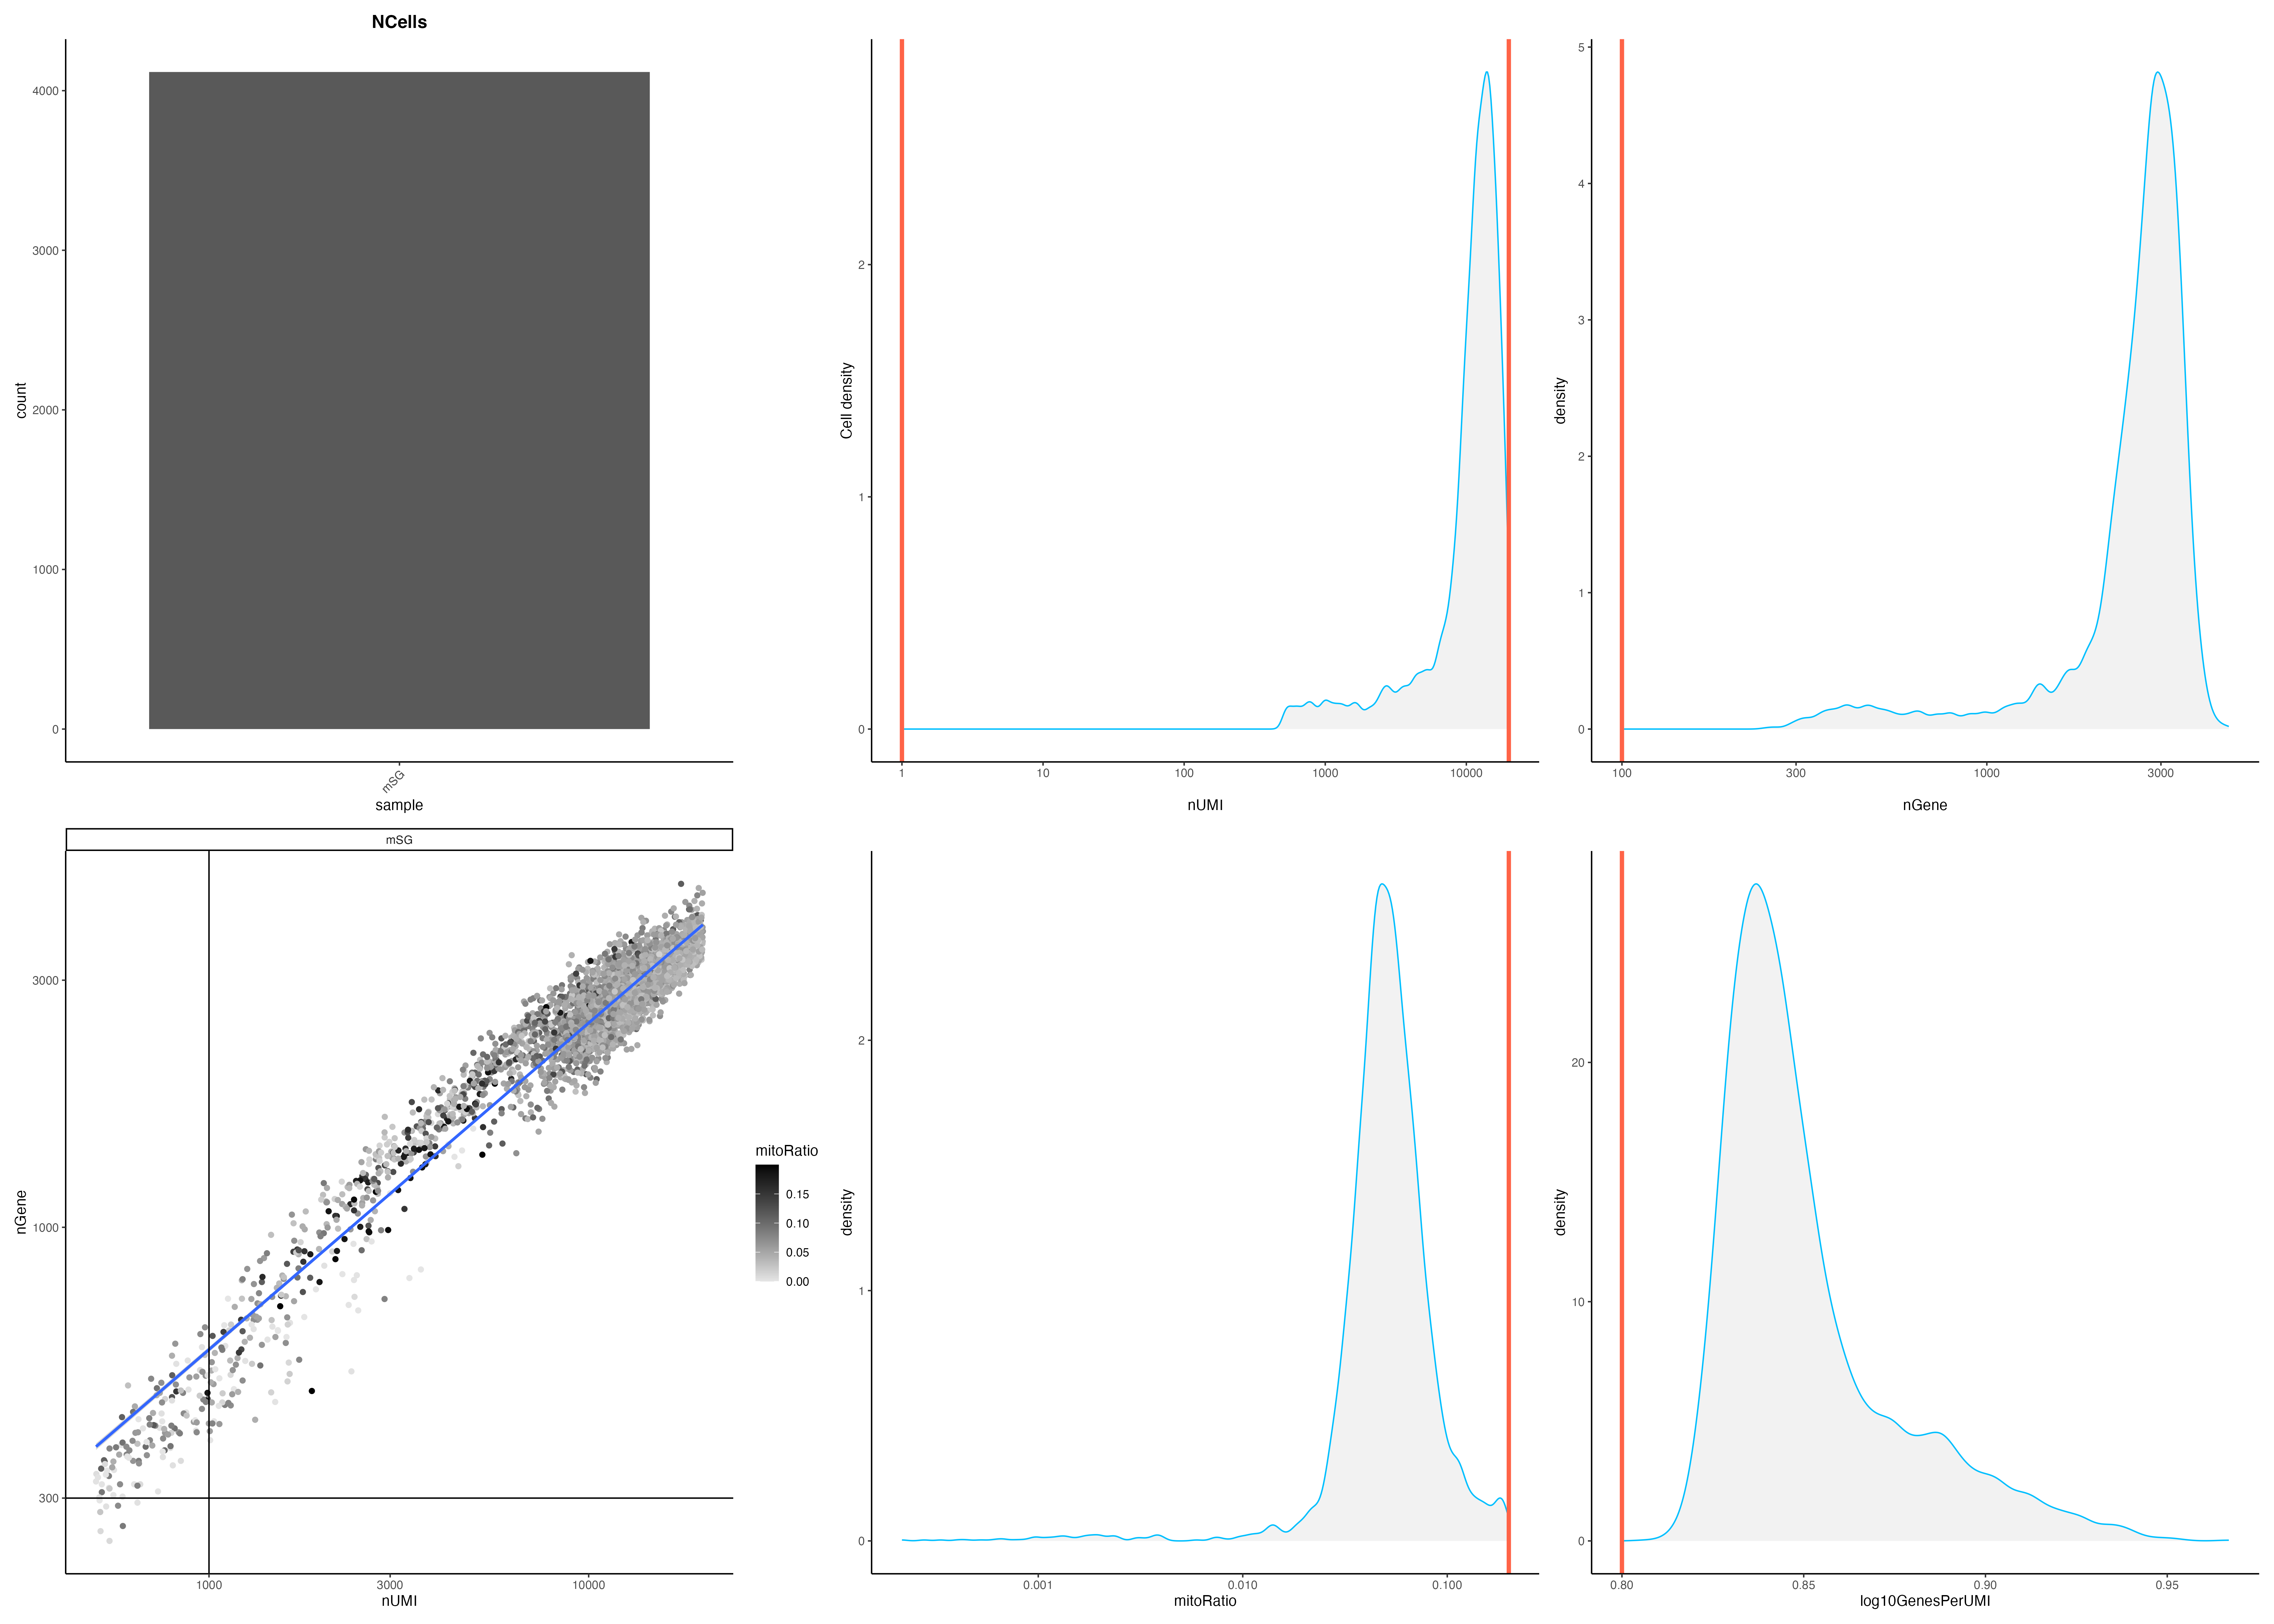 NCells
count
4000
3000
2000
1000
0
mSG
sample
Cell density
2
1
0
1
10
100
1000
10000
nUMI
density
5
4
3
2
1
0
100
300
1000
3000
nGene
mSG
nGene
3000
1000
300
1000
3000
10000
nUMI
mitoRatio
0.15
0.10
0.05
0.00
density
2
1
0
0.001
0.010
0.100
mitoRatio
density
20
10
0
0.80
0.85
0.90
0.95
log10GenesPerUMI